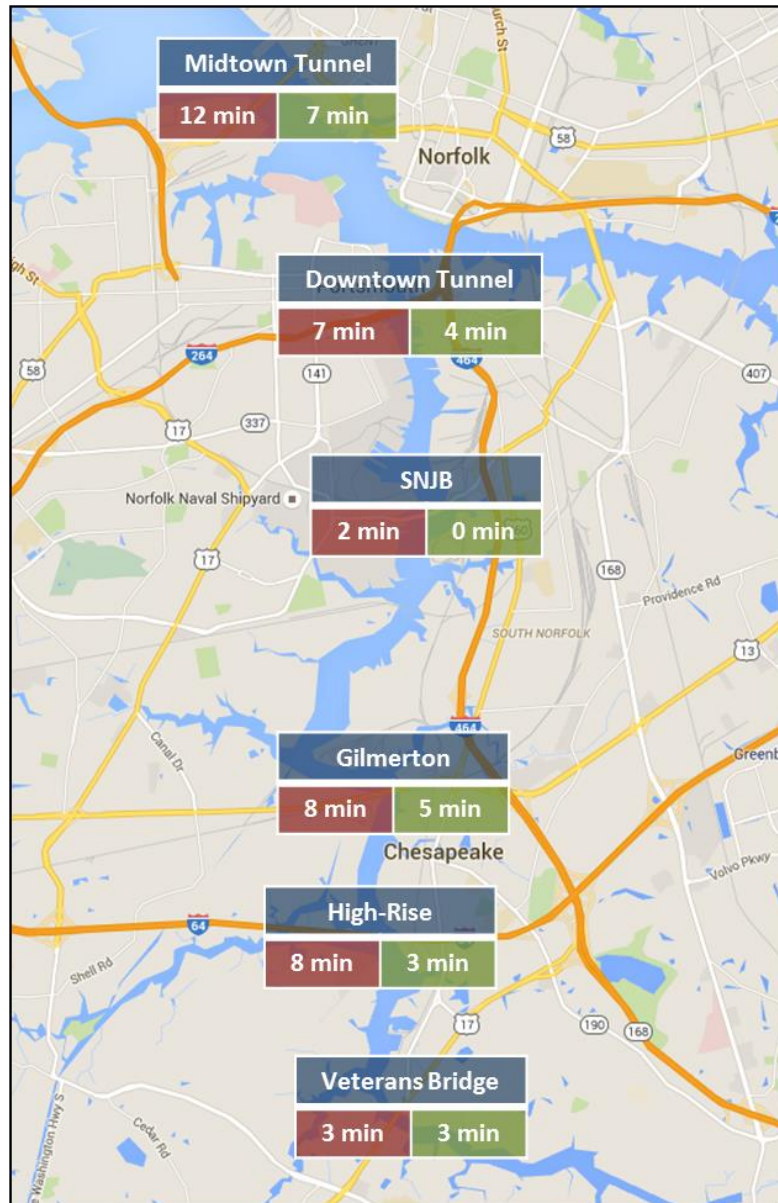 Midtown Tunnel
12 min 7 min
58
Norfolk
Downtown Tunnel
7 min 4 min
264
464
58
141
407
17
337
SNJB
Norfolk Naval Shipyard
2 min 0 min
17
168
Providence Rd
SOUTH NORFOLK
13
464
Canal Dr
Gilmerton
8 min 5 min
Chesapeake
Volvo Pkwy
High-Rise
64
8 min 3 min
Shell Rd
17
190
168
Veterans Bridge
3 min 3 min
Cedar Rd
Washington Hwy S